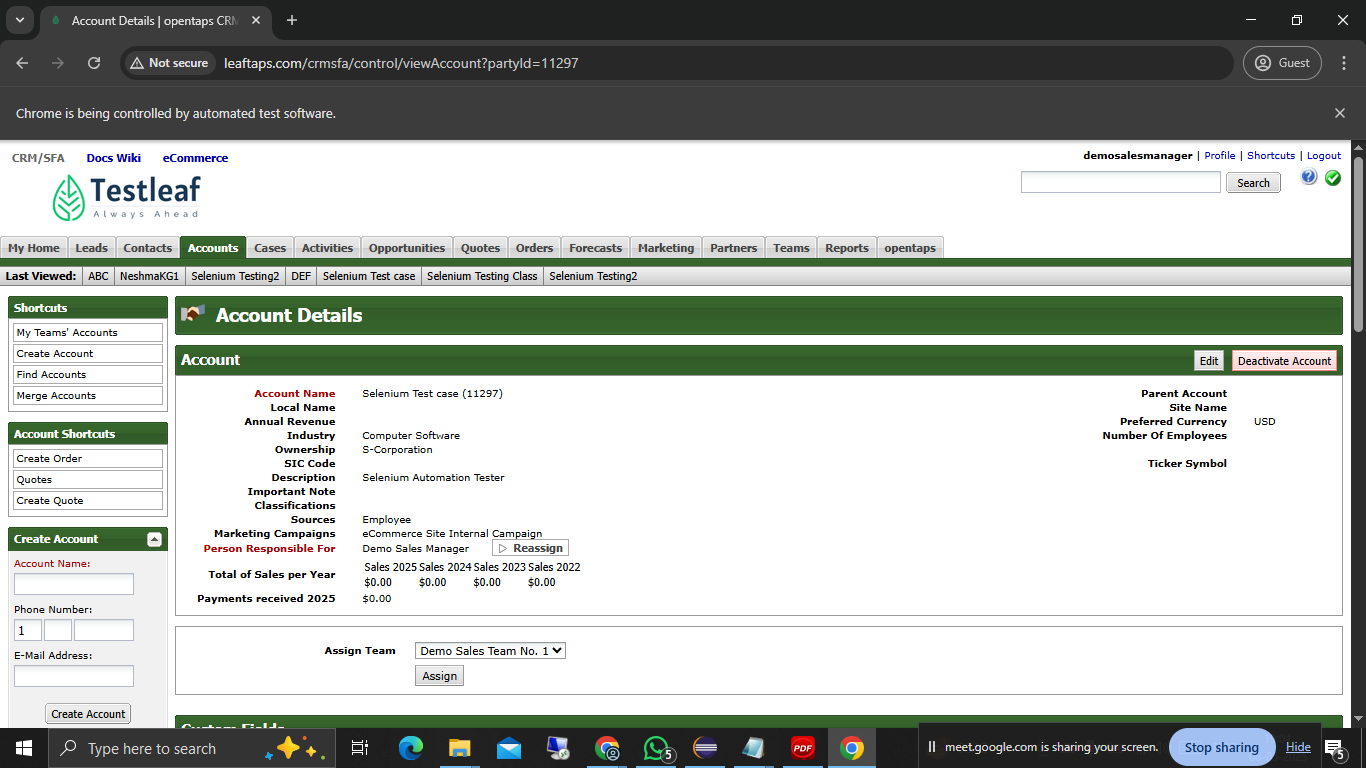 Account Details | opentaps CRM
Not secure
leaftaps.com/crmsfa/control/viewAccount?partyId=11297
Guest
Chrome is being controlled by automated test software.
CRM/SFA Docs Wiki eCommerce
demosalesmanager | Profile | Shortcuts | Logout
Testleaf
Always Ahead
Search
My Home Leads Contacts Accounts Cases Activities Opportunities Quotes Orders Forecasts Marketing Partners Teams Reports opentaps
Last Viewed: ABC NeshmaKG1 Selenium Testing2 DEF Selenium Test case Selenium Testing Class Selenium Testing2
Shortcuts
My Teams' Accounts
Create Account
Find Accounts
Merge Accounts
Account Shortcuts
Create Order
Quotes
Create Quote
Create Account
Account Name:
Phone Number:
1
E-Mail Address:
Create Account
Account Details
Account
Edit
Deactivate Account
Account Name Selenium Test case (11297)
Parent Account
Local Name
Site Name
Annual Revenue
Preferred Currency USD
Industry Computer Software
Number Of Employees
Ownership S-Corporation
SIC Code
Ticker Symbol
Description Selenium Automation Tester
Important Note
Classifications
Sources Employee
Marketing Campaigns eCommerce Site Internal Campaign
Person Responsible For Demo Sales Manager Reassign
Total of Sales per Year
Sales 2025 Sales 2024 Sales 2023 Sales 2022
$0.00 $0.00 $0.00 $0.00
Payments received 2025 $0.00
Assign Team Demo Sales Team No. 1
Assign
Custom Fields
Type here to search
5
PDF
meet.google.com is sharing your screen.
Stop sharing
Hide
5